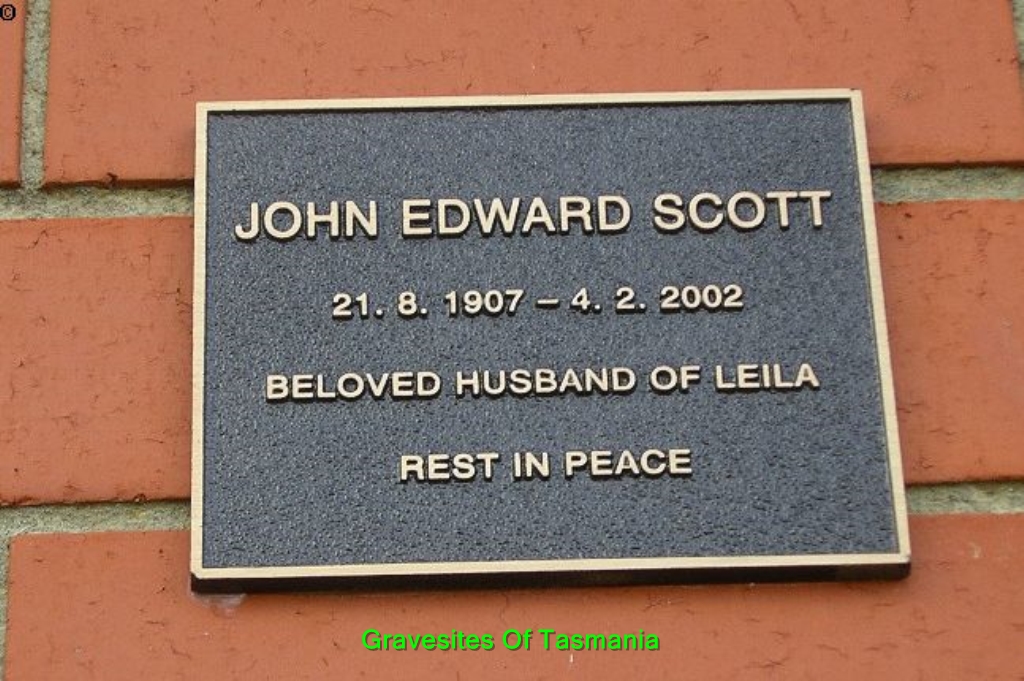 ©
JOHN EDWARD SCOTT
21. 8. 1907 – 4. 2. 2002
BELOVED HUSBAND OF LEILA
REST IN PEACE
Gravesites Of Tasmania